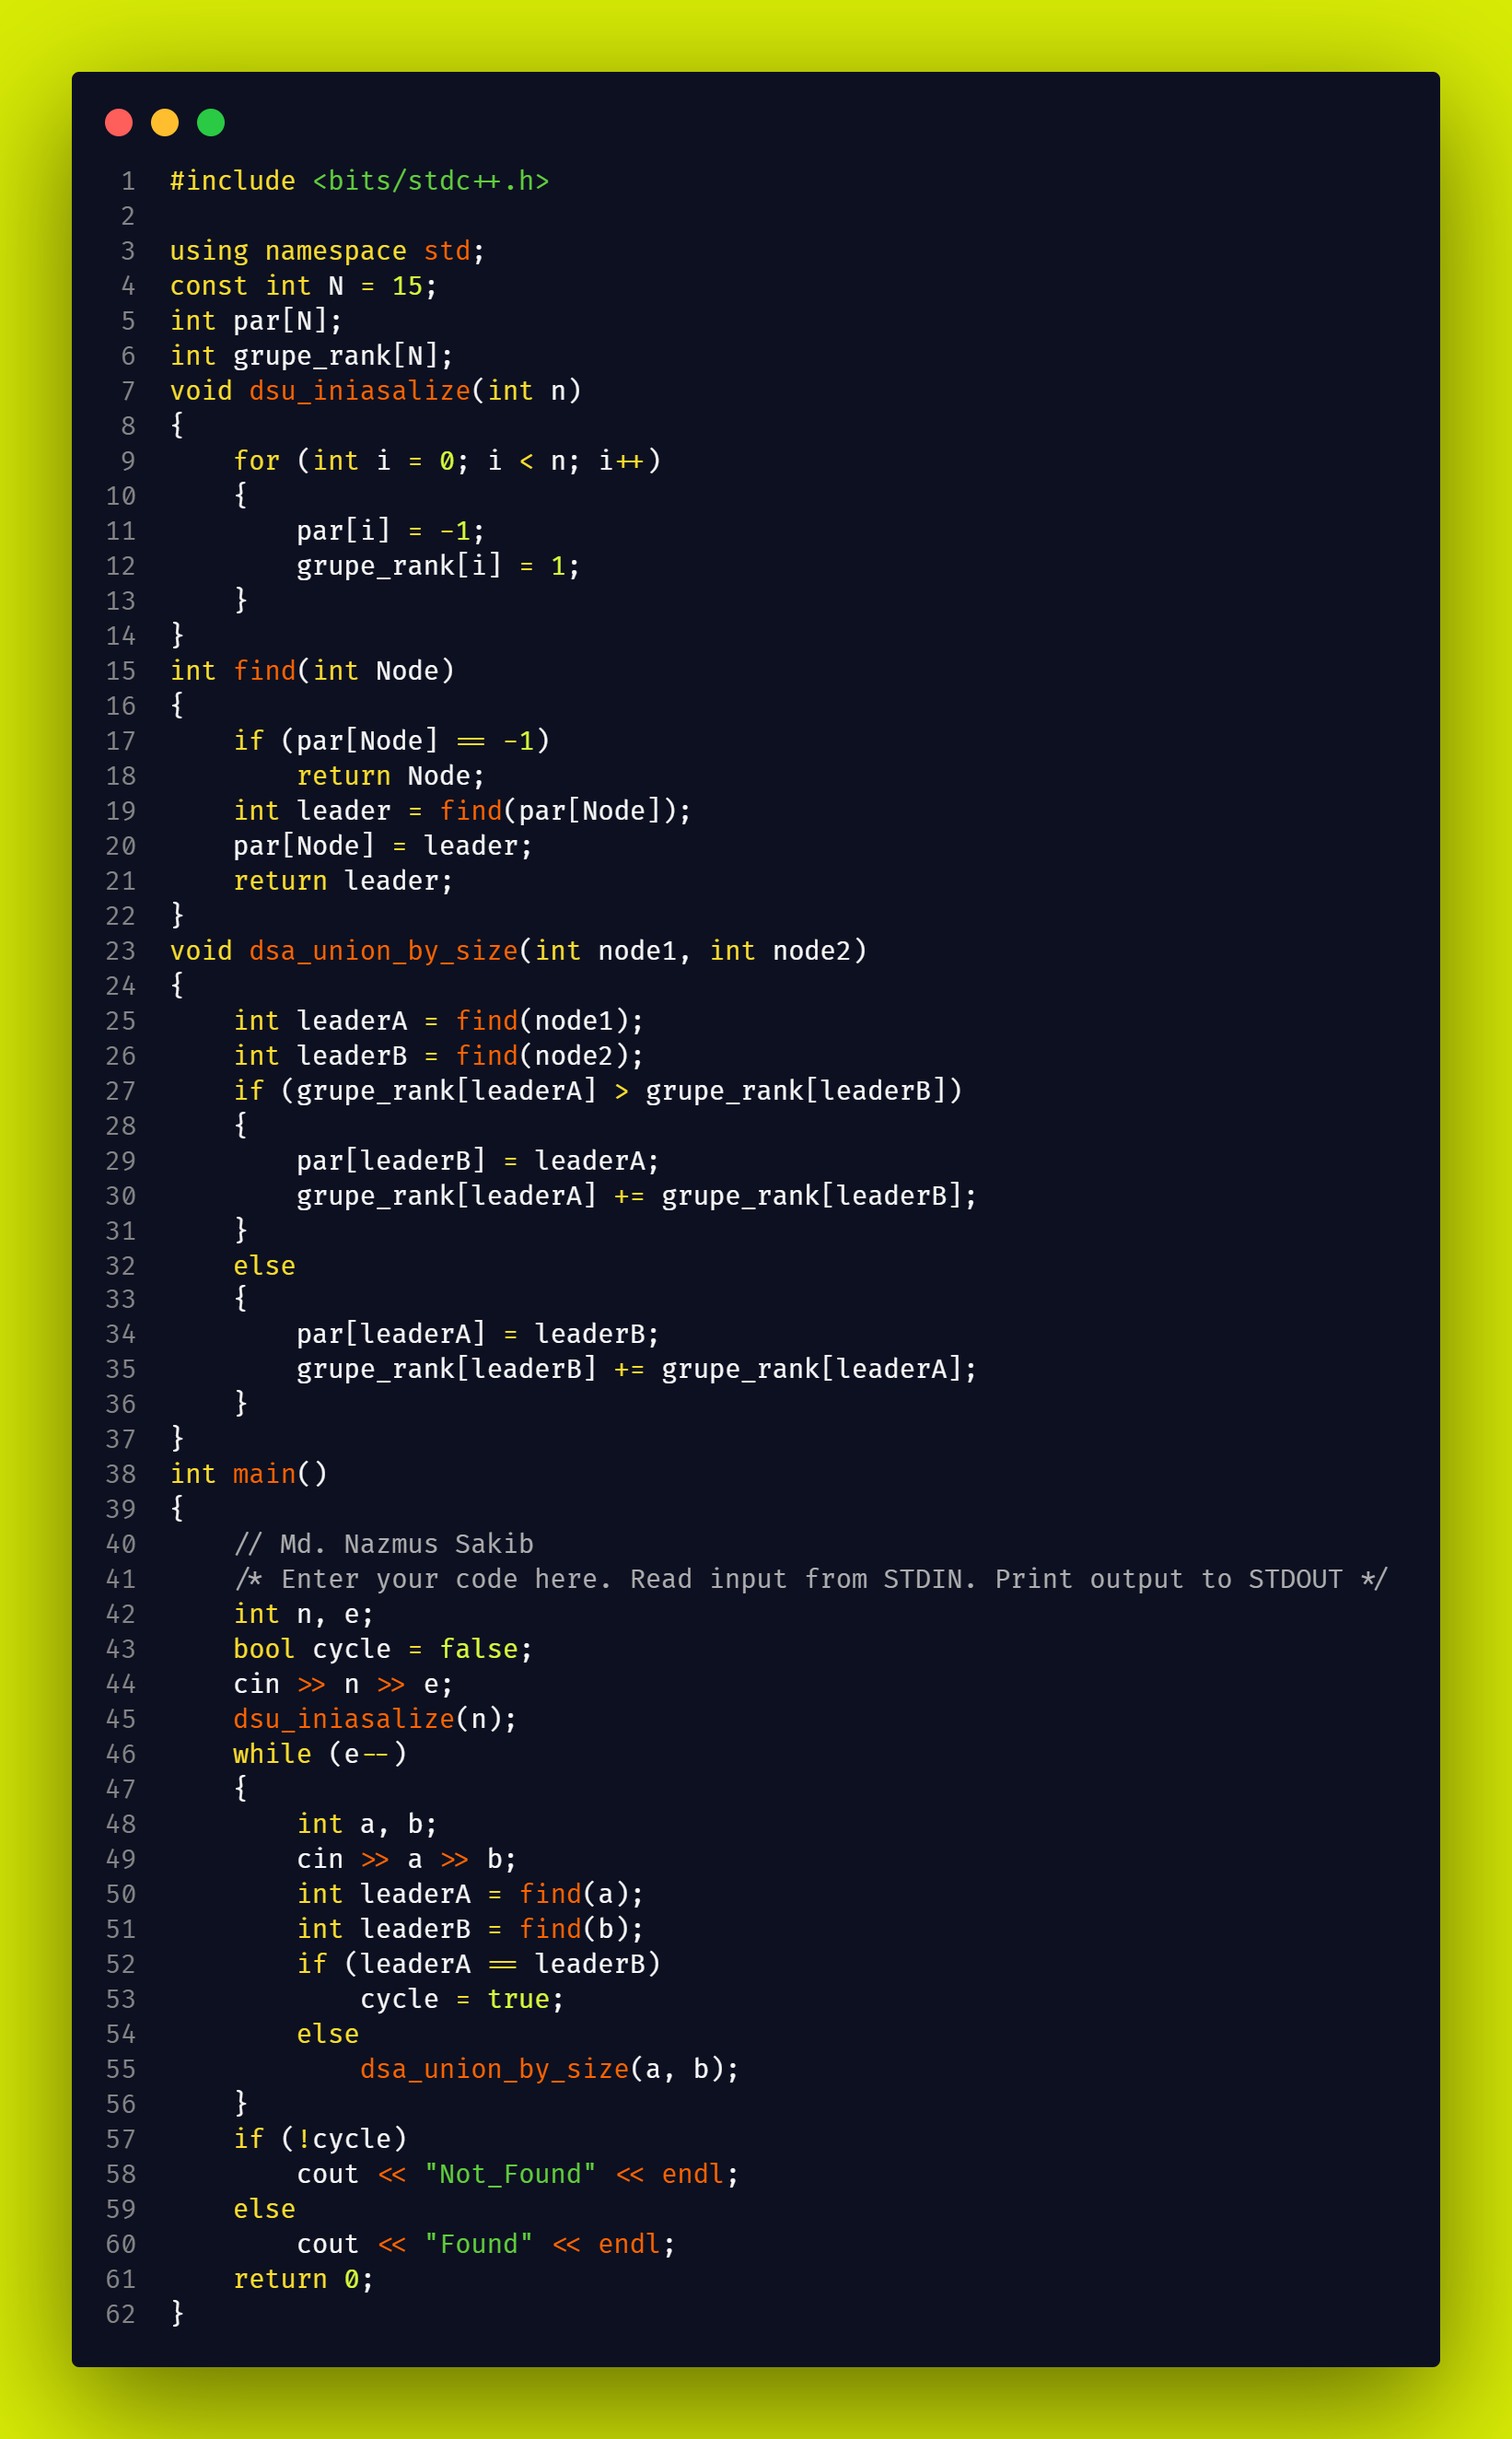 1 #include <bits/stdc++.h>
2
3 using namespace std;
4 const int N = 15;
5 int par[N];
6 int grupe_rank[N];
7 void dsu_iniasalize(int n)
8 {
9     for (int i = 0; i < n; i++)
10     {
11         par[i] = -1;
12         grupe_rank[i] = 1;
13     }
14 }
15 int find(int Node)
16 {
17     if (par[Node] == -1)
18         return Node;
19     int leader = find(par[Node]);
20     par[Node] = leader;
21     return leader;
22 }
23 void dsa_union_by_size(int node1, int node2)
24 {
25     int leaderA = find(node1);
26     int leaderB = find(node2);
27     if (grupe_rank[leaderA] > grupe_rank[leaderB])
28     {
29         par[leaderB] = leaderA;
30         grupe_rank[leaderA] += grupe_rank[leaderB];
31     }
32     else
33     {
34         par[leaderA] = leaderB;
35         grupe_rank[leaderB] += grupe_rank[leaderA];
36     }
37 }
38 int main()
39 {
40     // Md. Nazmus Sakib
41     /* Enter your code here. Read input from STDIN. Print output to STDOUT */
42     int n, e;
43     bool cycle = false;
44     cin >> n >> e;
45     dsu_iniasalize(n);
46     while (e--)
47     {
48         int a, b;
49         cin >> a >> b;
50         int leaderA = find(a);
51         int leaderB = find(b);
52         if (leaderA == leaderB)
53             cycle = true;
54         else
55             dsa_union_by_size(a, b);
56     }
57     if (!cycle)
58         cout << "Not_Found" << endl;
59     else
60         cout << "Found" << endl;
61     return 0;
62 }